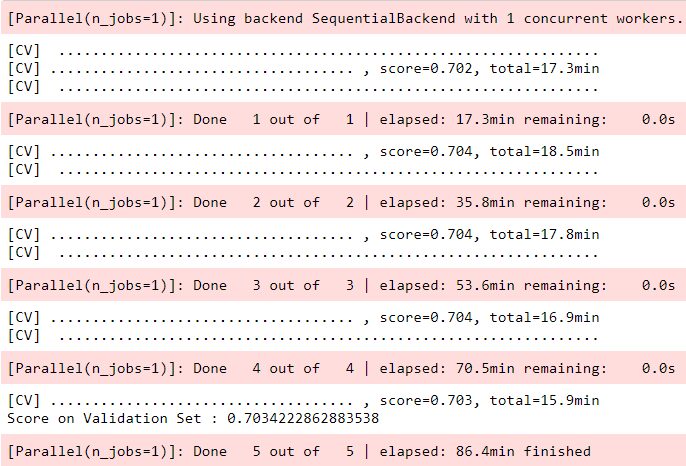 [Parallel(n_jobs=1)]: Using backend SequentialBackend with 1 concurrent workers.
[CV]  ................................................................
[CV] .................................... , score=0.702, total=17.3min
[CV]  ................................................................
[Parallel(n_jobs=1)]: Done   1 out of   1 | elapsed: 17.3min remaining:    0.0s
[CV] .................................... , score=0.704, total=18.5min
[CV]  ................................................................
[Parallel(n_jobs=1)]: Done   2 out of   2 | elapsed: 35.8min remaining:    0.0s
[CV] .................................... , score=0.704, total=17.8min
[CV]  ................................................................
[Parallel(n_jobs=1)]: Done   3 out of   3 | elapsed: 53.6min remaining:    0.0s
[CV] .................................... , score=0.704, total=16.9min
[CV]  ................................................................
[Parallel(n_jobs=1)]: Done   4 out of   4 | elapsed: 70.5min remaining:    0.0s
[CV] .................................... , score=0.703, total=15.9min
Score on Validation Set : 0.7034222862883538
[Parallel(n_jobs=1)]: Done   5 out of   5 | elapsed: 86.4min finished